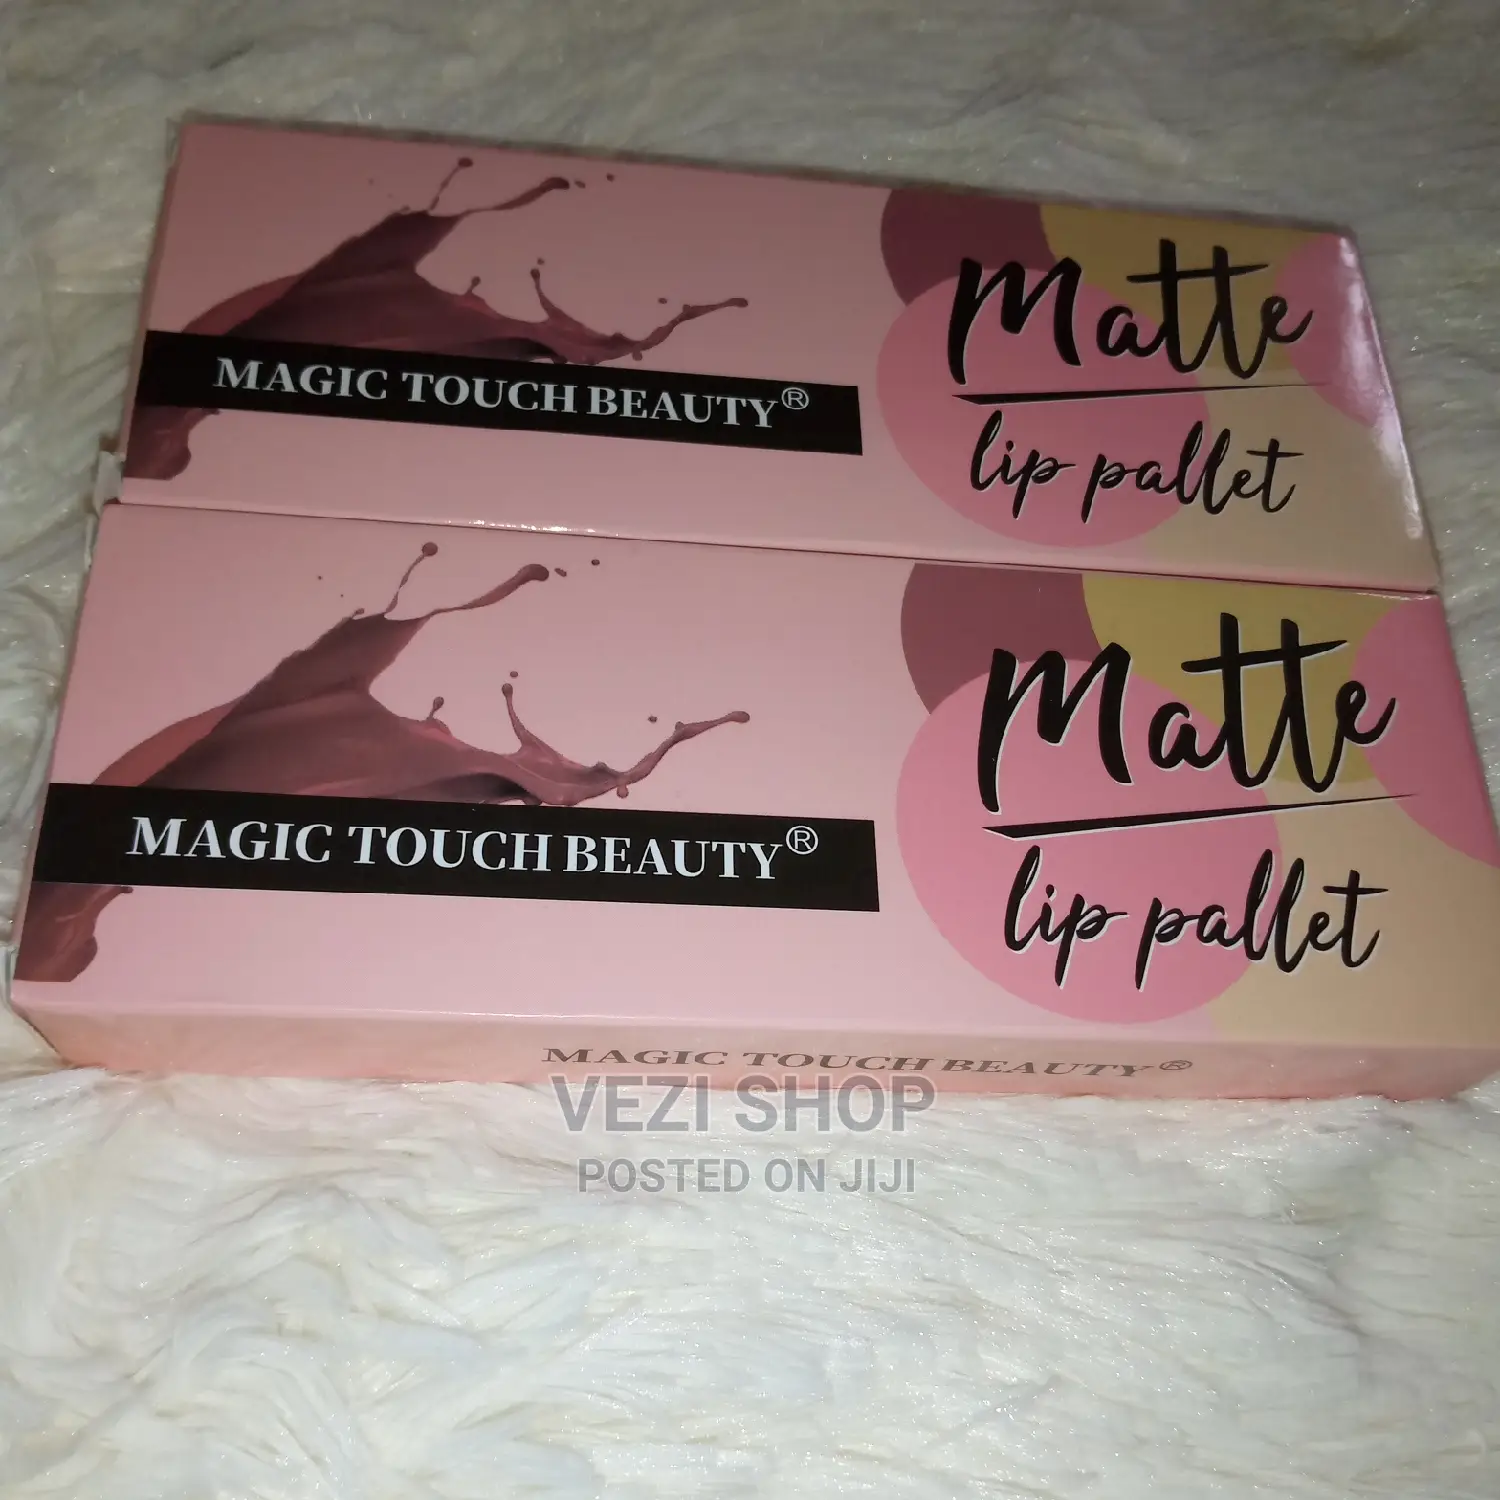 MAGIC TOUCH BEAUTY®
Matte
lip pallet
MAGIC TOUCH BEAUTY®
Matte
lip pallet
MAGIC TOUCH BEAUTY®
VEZI SHOP
POSTED ON JIJI